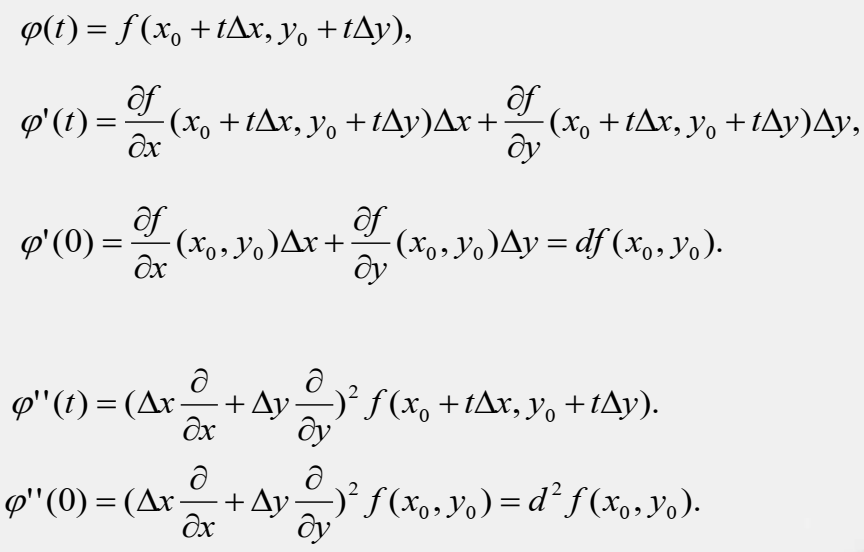 φ(t) = f(x₀ + tΔx, y₀ + tΔy),
φ'(t) = ∂f/∂x (x₀ + tΔx, y₀ + tΔy)Δx + ∂f/∂y (x₀ + tΔx, y₀ + tΔy)Δy,
φ'(0) = ∂f/∂x (x₀, y₀)Δx + ∂f/∂y (x₀, y₀)Δy = df(x₀, y₀).
φ''(t) = (Δx ∂/∂x + Δy ∂/∂y)² f(x₀ + tΔx, y₀ + tΔy).
φ''(0) = (Δx ∂/∂x + Δy ∂/∂y)² f(x₀, y₀) = d²f(x₀, y₀).